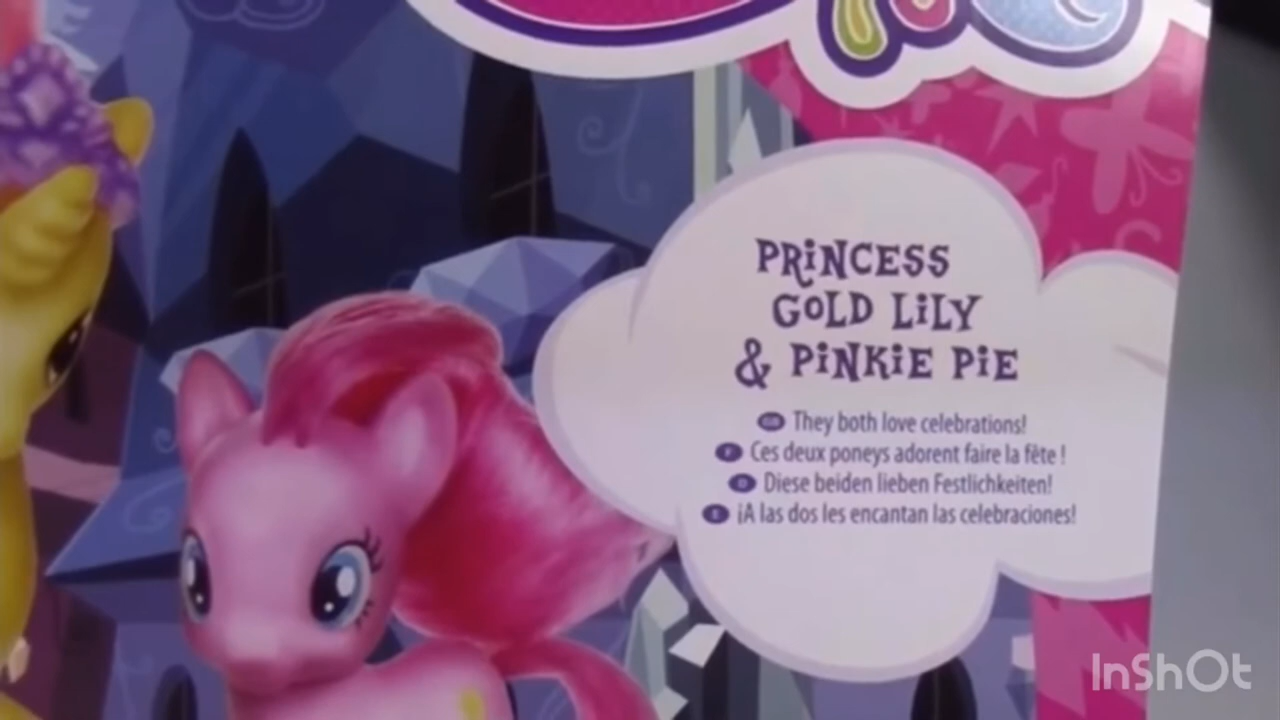 PRiNCESS
GOLD LiLY
& PiNKiE PiE
GB They both love celebrations!
F Ces deux poneys adorent faire la fête !
D Diese beiden lieben Festlichkeiten!
E ¡A las dos les encantan las celebraciones!
InShOt